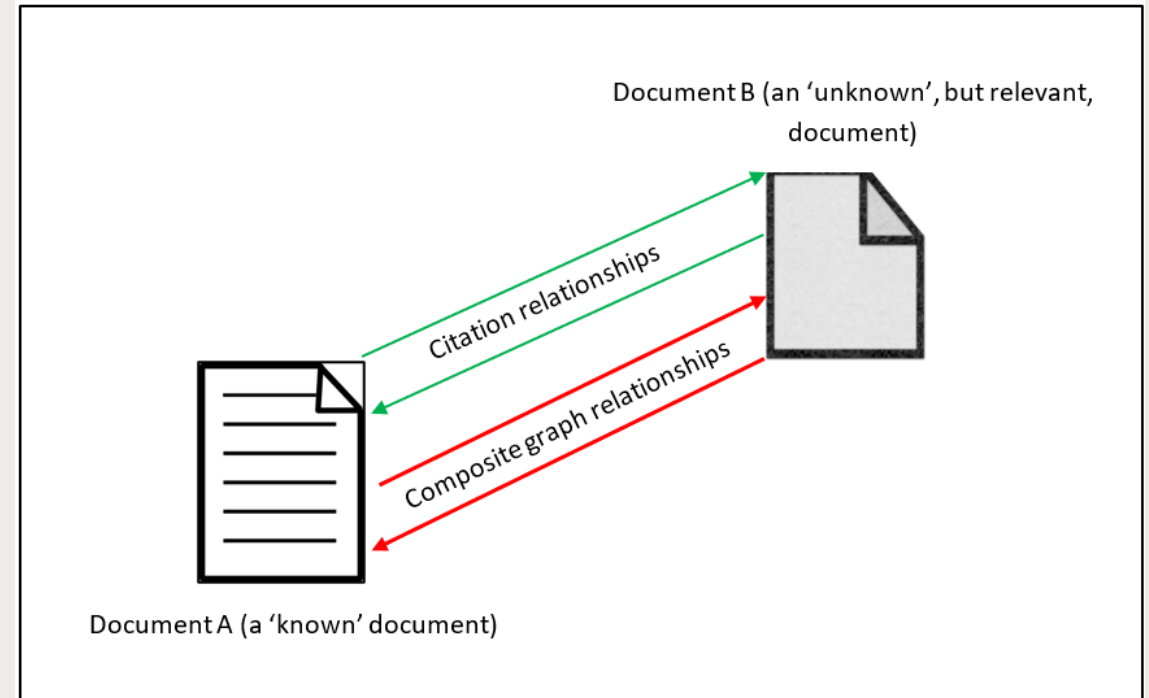 Document B (an ‘unknown’, but relevant,
document)
Citation relationships
Composite graph relationships
Document A (a ‘known’ document)